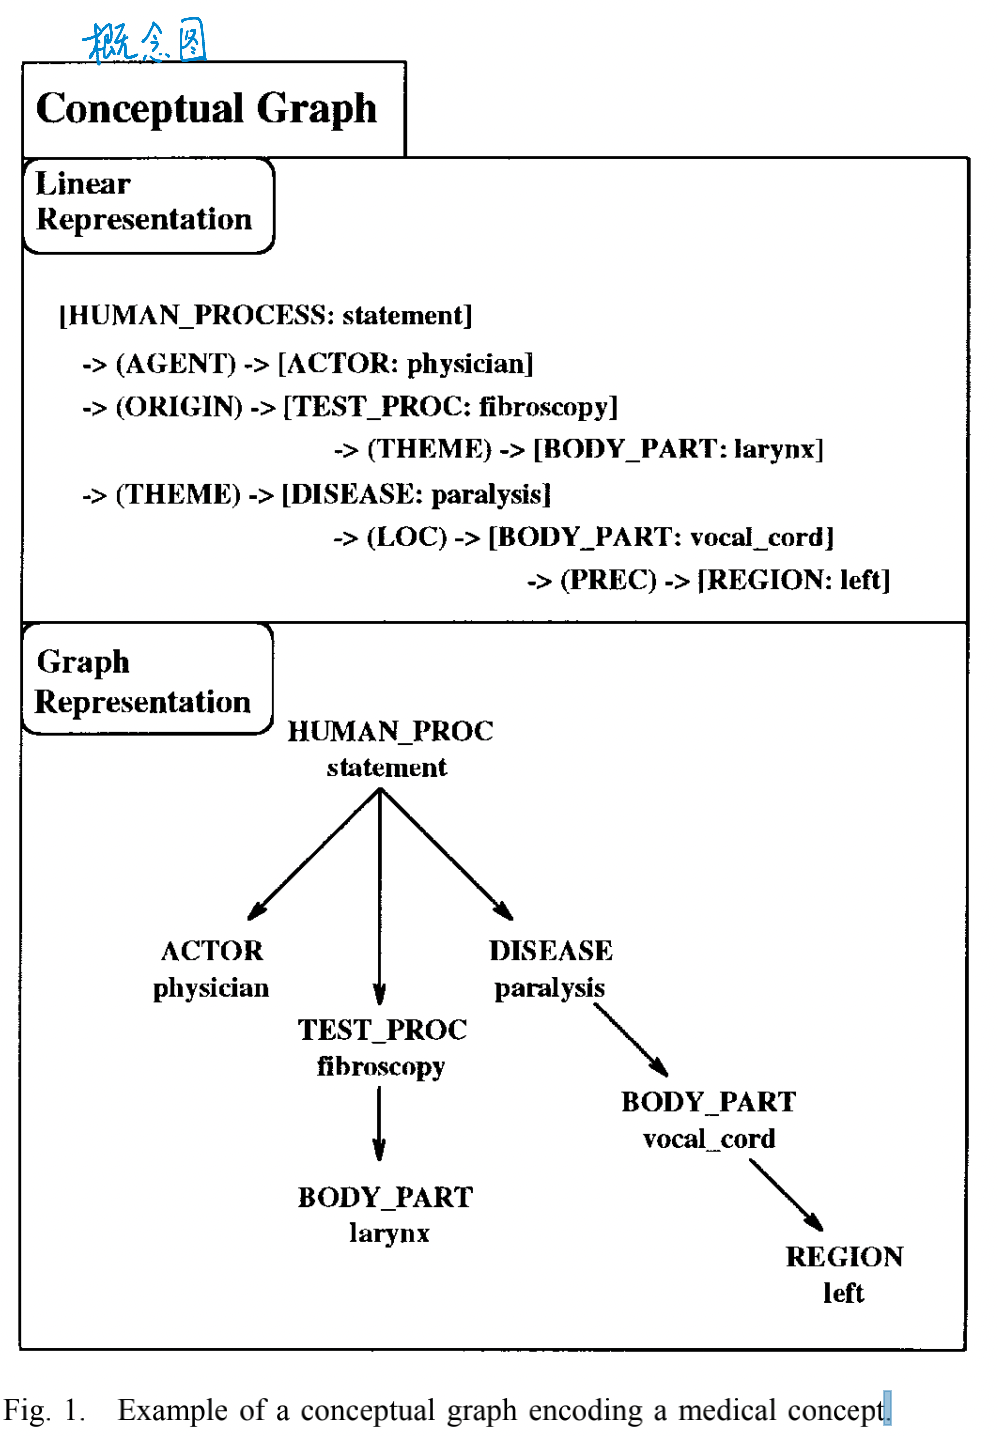 概念图
Conceptual Graph
Linear
Representation
[HUMAN_PROCESS: statement]
-> (AGENT) -> [ACTOR: physician]
-> (ORIGIN) -> [TEST_PROC: fibroscopy]
-> (THEME) -> [BODY_PART: larynx]
-> (THEME) -> [DISEASE: paralysis]
-> (LOC) -> [BODY_PART: vocal_cord]
-> (PREC) -> [REGION: left]
Graph
Representation
HUMAN_PROC
statement
ACTOR
physician
DISEASE
paralysis
TEST_PROC
fibroscopy
BODY_PART
vocal_cord
BODY_PART
larynx
REGION
left
Fig. 1. Example of a conceptual graph encoding a medical concept.